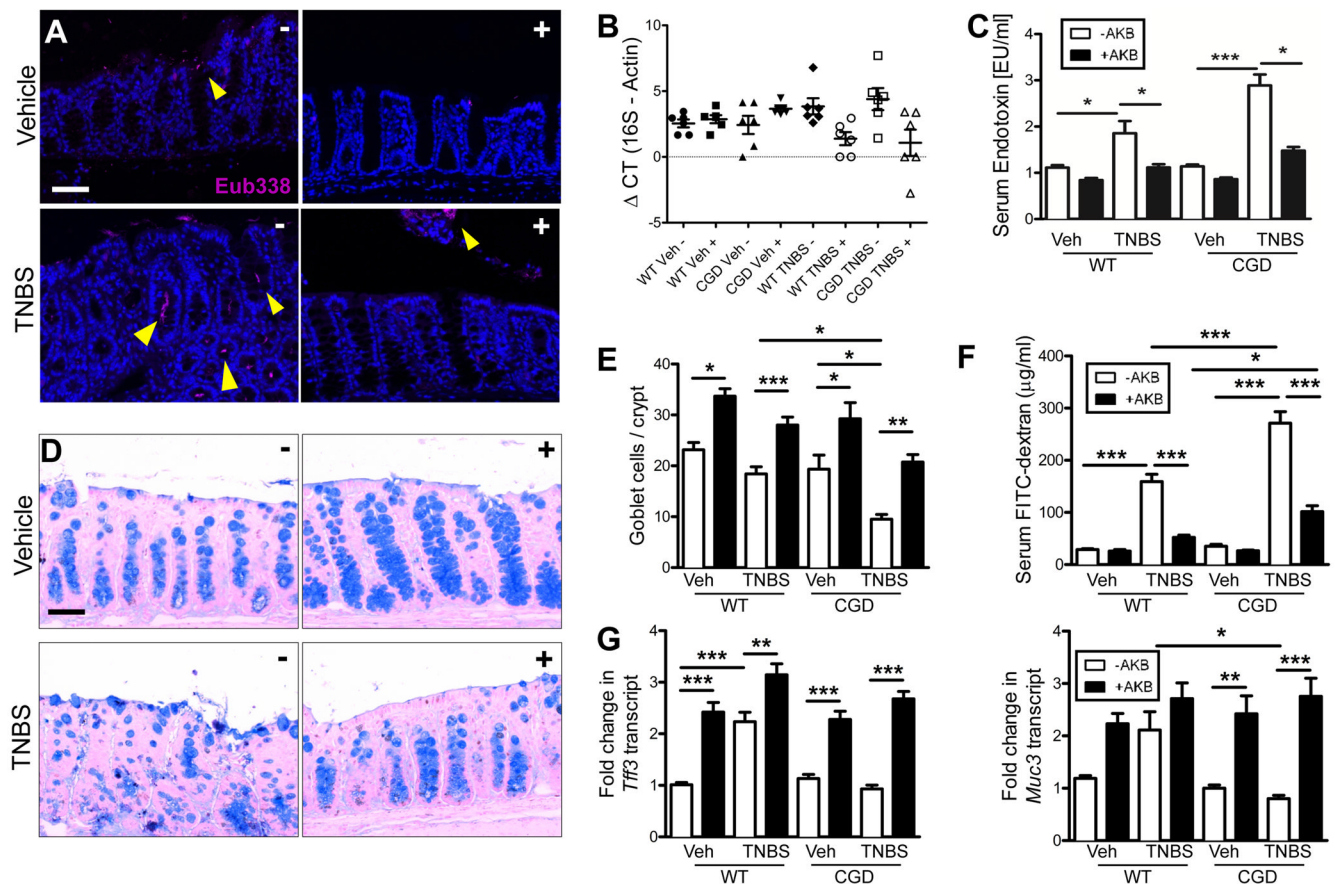 A
Vehicle
-
+
Eub338
TNBS
-
+
B
Δ CT (16S - Actin)
15
10
5
0
-5
WT Veh -
WT Veh +
CGD Veh -
CGD Veh +
WT TNBS -
WT TNBS +
CGD TNBS -
CGD TNBS +
C
Serum Endotoxin [EU/ml]
4
3
2
1
0
-AKB
+AKB
*
*
***
*
Veh
TNBS
Veh
TNBS
WT
CGD
D
Vehicle
-
+
TNBS
-
+
E
Goblet cells / crypt
40
30
20
10
0
*
*
*
***
*
**
Veh
TNBS
Veh
TNBS
WT
CGD
F
Serum FITC-dextran (µg/ml)
400
300
200
100
0
-AKB
+AKB
***
*
***
***
***
***
Veh
TNBS
Veh
TNBS
WT
CGD
G
Fold change in
Tff3 transcript
4
3
2
1
0
***
**
***
***
***
Veh
TNBS
Veh
TNBS
WT
CGD
Fold change in
Muc3 transcript
4
3
2
1
0
-AKB
+AKB
*
**
***
Veh
TNBS
Veh
TNBS
WT
CGD